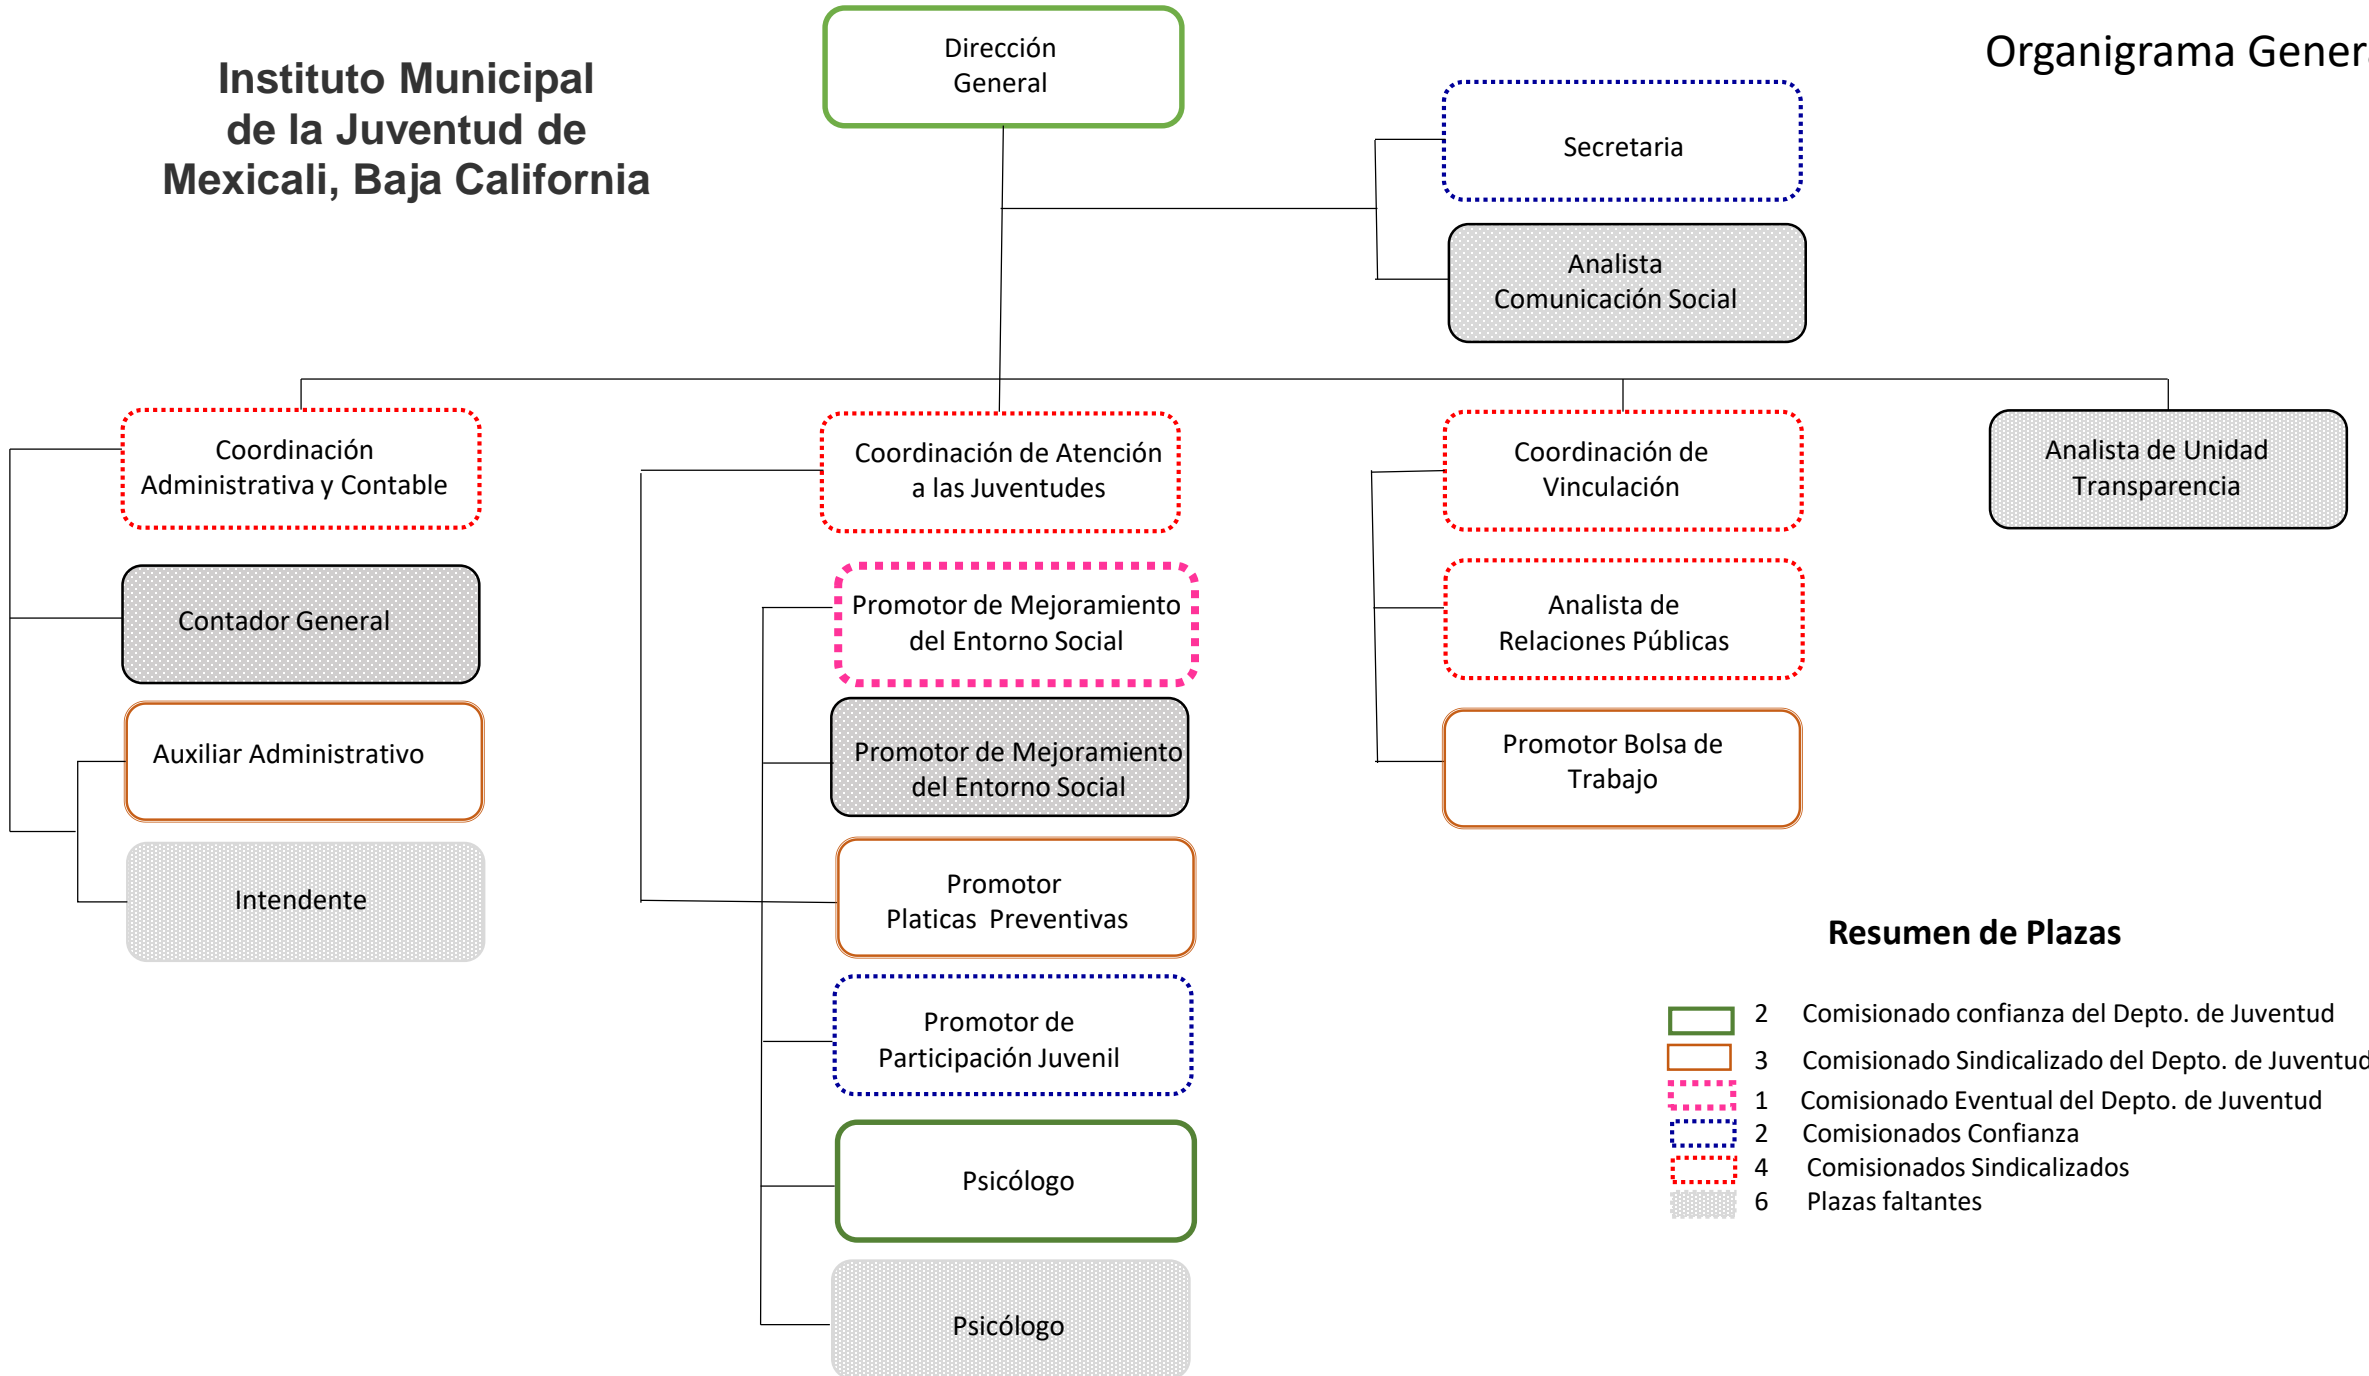 Instituto Municipal
de la Juventud de
Mexicali, Baja California
Dirección
General
Organigrama Genera
Secretaria
Analista
Comunicación Social
Coordinación
Administrativa y Contable
Coordinación de Atención
a las Juventudes
Coordinación de
Vinculación
Analista de Unidad
Transparencia
Contador General
Auxiliar Administrativo
Intendente
Promotor de Mejoramiento
del Entorno Social
Promotor de Mejoramiento
del Entorno Social
Promotor
Platicas Preventivas
Promotor de
Participación Juvenil
Psicólogo
Psicólogo
Analista de
Relaciones Públicas
Promotor Bolsa de
Trabajo
Resumen de Plazas
2 Comisionado confianza del Depto. de Juventud
3 Comisionado Sindicalizado del Depto. de Juventud
1 Comisionado Eventual del Depto. de Juventud
2 Comisionados Confianza
4 Comisionados Sindicalizados
6 Plazas faltantes